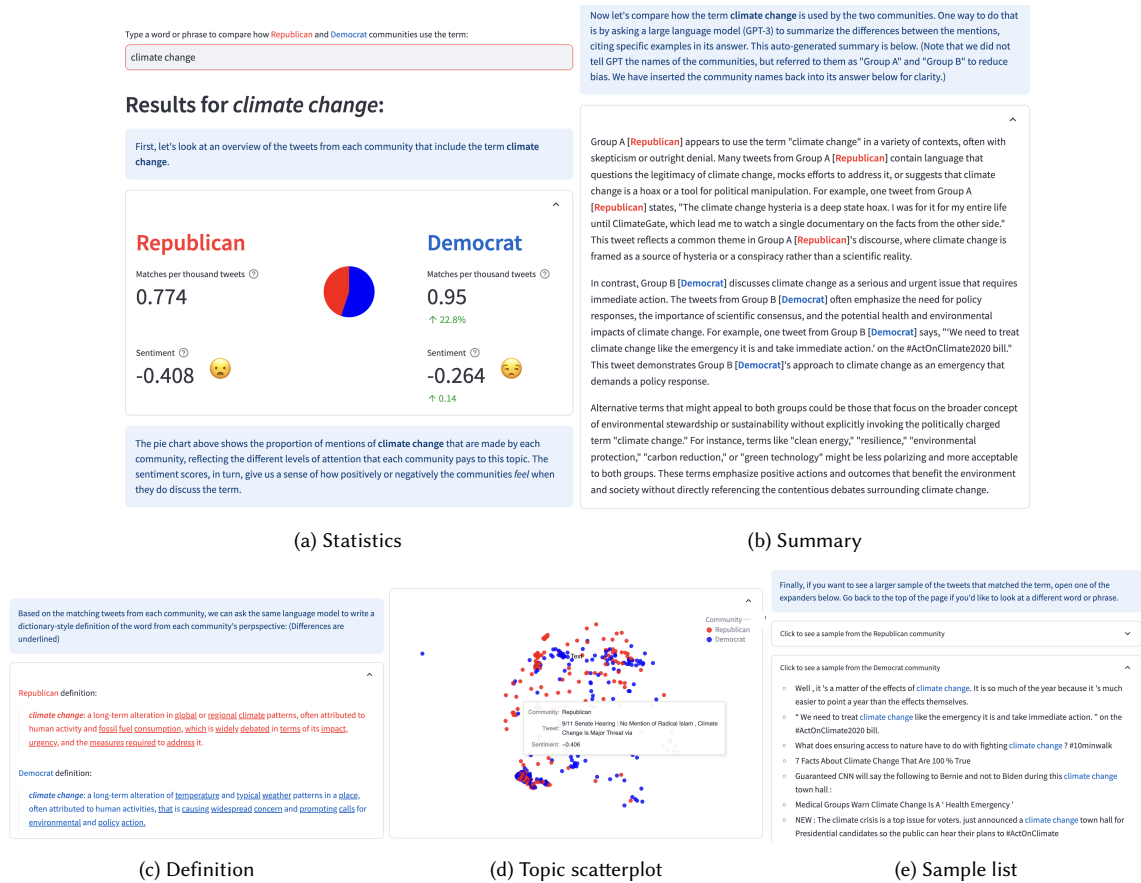 Type a word or phrase to compare how Republican and Democrat communities use the term:
climate change
Results for climate change:
First, let's look at an overview of the tweets from each community that include the term climate
change.
Republican
Matches per thousand tweets
0.774
Sentiment
-0.408
Democrat
Matches per thousand tweets
0.95
↑ 22.8%
Sentiment
-0.264
↑ 0.14
The pie chart above shows the proportion of mentions of climate change that are made by each
community, reflecting the different levels of attention that each community pays to this topic. The
sentiment scores, in turn, give us a sense of how positively or negatively the communities feel when
they do discuss the term.
(a) Statistics
Now let's compare how the term climate change is used by the two communities. One way to do that
is by asking a large language model (GPT-3) to summarize the differences between the mentions,
citing specific examples in its answer. This auto-generated summary is below. (Note that we did not
tell GPT the names of the communities, but referred to them as "Group A" and "Group B" to reduce
bias. We have inserted the community names back into its answer below for clarity.)
Group A [Republican] appears to use the term "climate change" in a variety of contexts, often with
skepticism or outright denial. Many tweets from Group A [Republican] contain language that
questions the legitimacy of climate change, mocks efforts to address it, or suggests that climate
change is a hoax or a tool for political manipulation. For example, one tweet from Group A
[Republican] states, "The climate change hysteria is a deep state hoax. I was for it for my entire life
until ClimateGate, which lead me to watch a single documentary on the facts from the other side."
This tweet reflects a common theme in Group A [Republican]'s discourse, where climate change is
framed as a source of hysteria or a conspiracy rather than a scientific reality.
In contrast, Group B [Democrat] discusses climate change as a serious and urgent issue that requires
immediate action. The tweets from Group B [Democrat] often emphasize the need for policy
responses, the importance of scientific consensus, and the potential health and environmental
impacts of climate change. For example, one tweet from Group B [Democrat] says, "'We need to treat
climate change like the emergency it is and take immediate action.' on the #ActOnClimate2020 bill."
This tweet demonstrates Group B [Democrat]'s approach to climate change as an emergency that
demands a policy response.
Alternative terms that might appeal to both groups could be those that focus on the broader concept
of environmental stewardship or sustainability without explicitly invoking the politically charged
term "climate change." For instance, terms like "clean energy," "resilience," "environmental
protection," "carbon reduction," or "green technology" might be less polarizing and more acceptable
to both groups. These terms emphasize positive actions and outcomes that benefit the environment
and society without directly referencing the contentious debates surrounding climate change.
(b) Summary
Based on the matching tweets from each community, we can ask the same language model to write a
dictionary-style definition of the word from each community's perpspective: (Differences are
underlined)
Republican definition:
climate change: a long-term alteration in global or regional climate patterns, often attributed to
human activity and fossil fuel consumption, which is widely debated in terms of its impact,
urgency, and the measures required to address it.
Democrat definition:
climate change: a long-term alteration of temperature and typical weather patterns in a place,
often attributed to human activities, that is causing widespread concern and prompting calls for
environmental and policy action.
(c) Definition
Community
Republican
Democrat
Text
Community: Republican
Tweet: 9/11 Senate Hearing : No Mention of Radical Islam , Climate
Change Is Major Threat via
Sentiment: −0.406
(d) Topic scatterplot
Finally, if you want to see a larger sample of the tweets that matched the term, open one of the
expanders below. Go back to the top of the page if you'd like to look at a different word or phrase.
Click to see a sample from the Republican community
Click to see a sample from the Democrat community
Well , it 's a matter of the effects of climate change. It is so much of the year because it 's much
easier to point a year than the effects themselves.
" We need to treat climate change like the emergency it is and take immediate action. " on the
#ActOnClimate2020 bill.
What does ensuring access to nature have to do with fighting climate change ? #10minwalk
7 Facts About Climate Change That Are 100 % True
Guaranteed CNN will say the following to Bernie and not to Biden during this climate change
town hall :
Medical Groups Warn Climate Change Is A ' Health Emergency '
NEW : The climate crisis is a top issue for voters. just announced a climate change town hall for
Presidential candidates so the public can hear their plans to #ActOnClimate
(e) Sample list